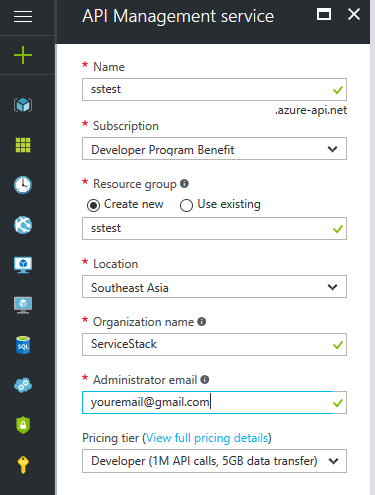 API Management service
* Name
sstest
.azure-api.net
* Subscription
Developer Program Benefit
* Resource group
Create new Use existing
sstest
* Location
Southeast Asia
* Organization name
ServiceStack
* Administrator email
youremail@gmail.com
Pricing tier (View full pricing details)
Developer (1M API calls, 5GB data transfer)
SQL